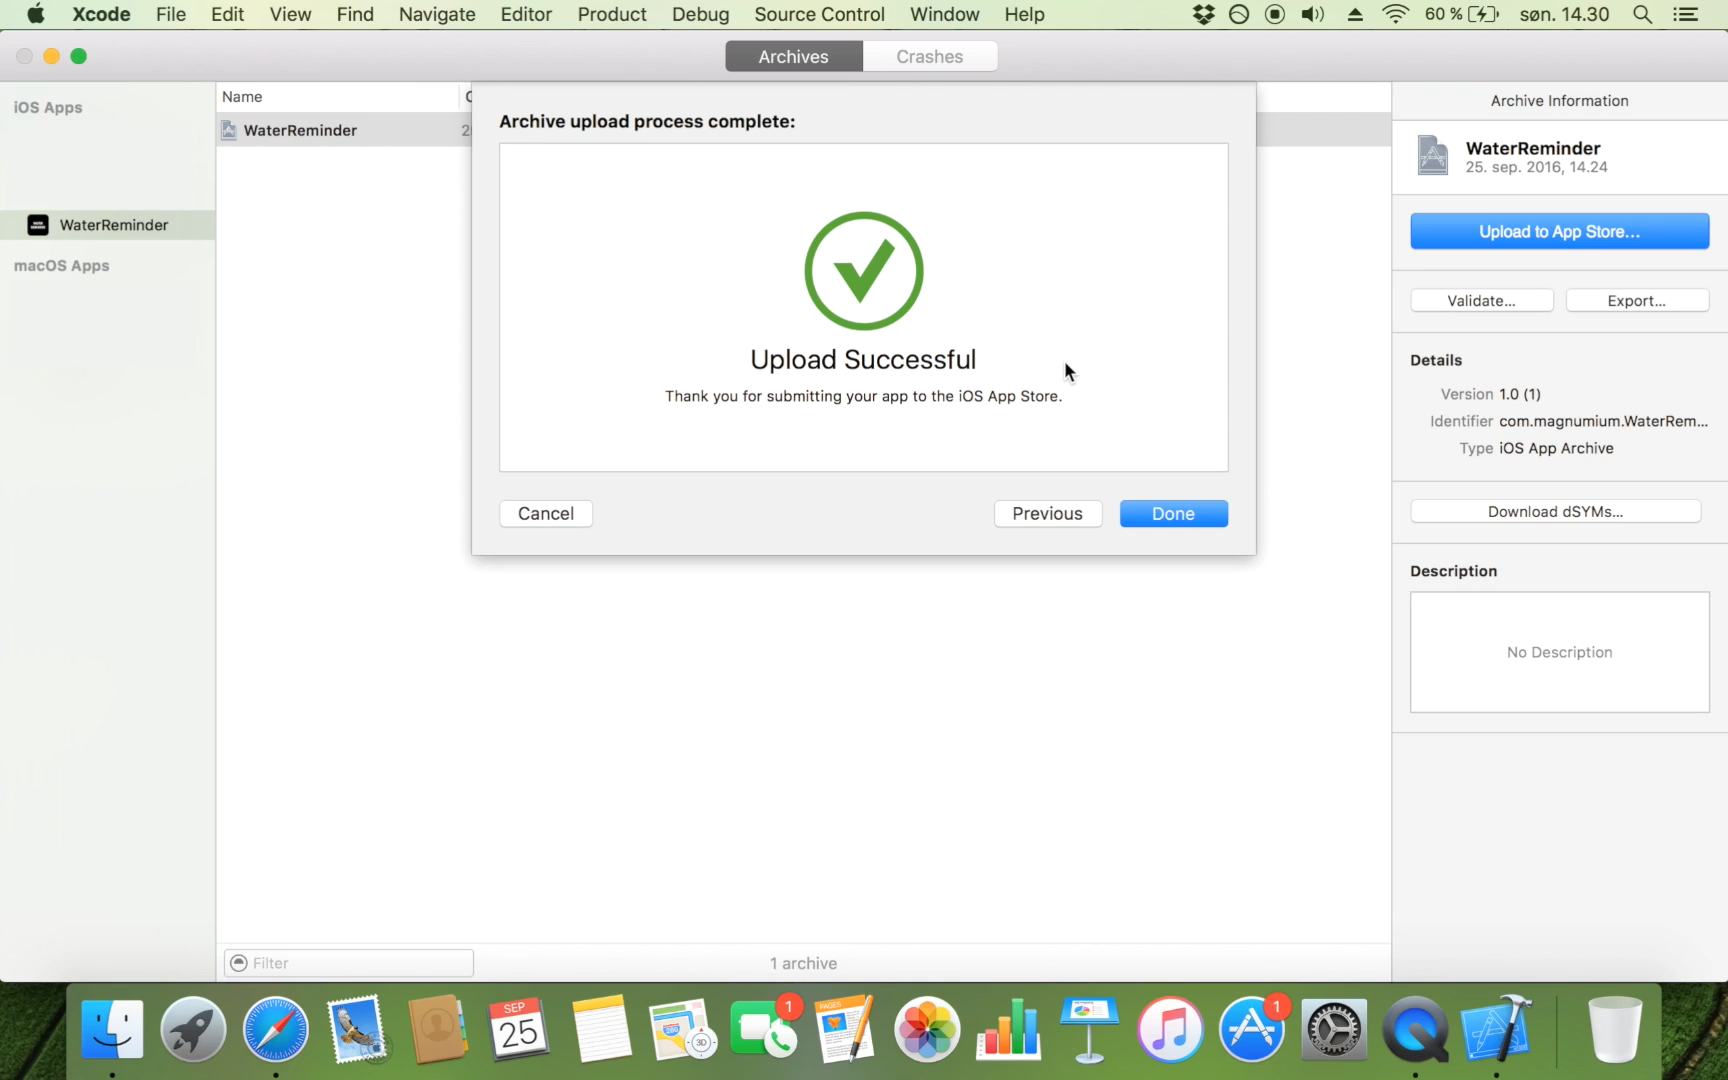 Xcode File Edit View Find Navigate Editor Product Debug Source Control Window Help 60 % søn. 14.30
Archives Crashes
iOS Apps
WaterReminder
macOS Apps
Name
WaterReminder
Archive upload process complete:
Upload Successful
Thank you for submitting your app to the iOS App Store.
Cancel Previous Done
Filter
1 archive
Archive Information
WaterReminder
25. sep. 2016, 14.24
Upload to App Store...
Validate... Export...
Details
Version 1.0 (1)
Identifier com.magnumium.WaterRem...
Type iOS App Archive
Download dSYMs...
Description
No Description
SEP
25
3D
1
PAGES
1